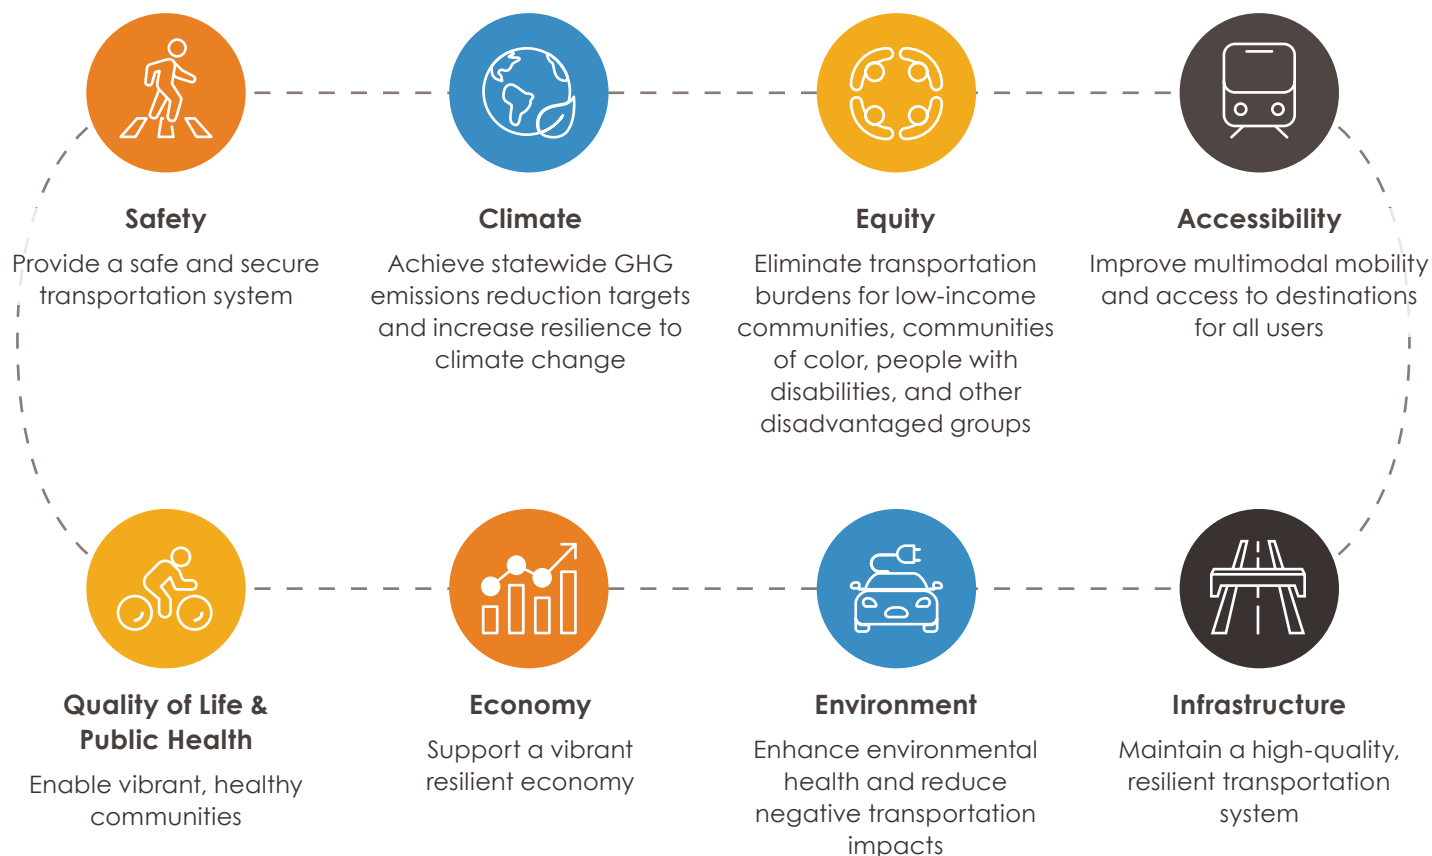 Safety
Provide a safe and secure
transportation system
Climate
Achieve statewide GHG
emissions reduction targets
and increase resilience to
climate change
Equity
Eliminate transportation
burdens for low-income
communities, communities
of color, people with
disabilities, and other
disadvantaged groups
Accessibility
Improve multimodal mobility
and access to destinations
for all users
Quality of Life &
Public Health
Enable vibrant, healthy
communities
Economy
Support a vibrant
resilient economy
Environment
Enhance environmental
health and reduce
negative transportation
impacts
Infrastructure
Maintain a high-quality,
resilient transportation
system